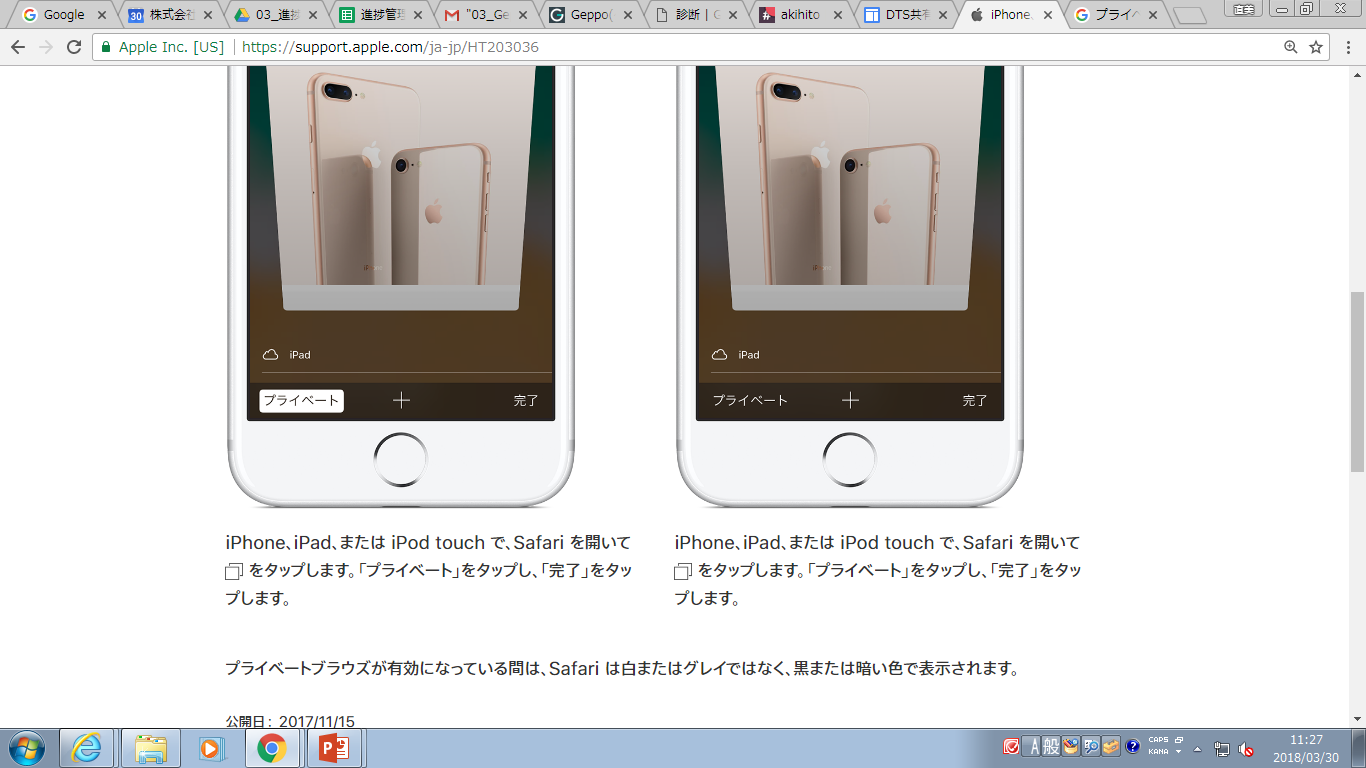 Google
株式会社
03_進捗
進捗管理
"03_Ge
Geppo(
診断 | G
akihito
DTS共有
iPhone、
プライベ
Apple Inc. [US]
https://support.apple.com/ja-jp/HT203036
iPad
プライベート
完了
iPad
プライベート
完了
iPhone、iPad、または iPod touch で、Safari を開いて
をタップします。「プライベート」をタップし、「完了」をタッ
プします。
iPhone、iPad、または iPod touch で、Safari を開いて
をタップします。「プライベート」をタップし、「完了」をタッ
プします。
プライベートブラウズが有効になっている間は、Safari は白またはグレイではなく、黒または暗い色で表示されます。
公開日: 2017/11/15
A 般
CAPS
KANA
11:27
2018/03/30